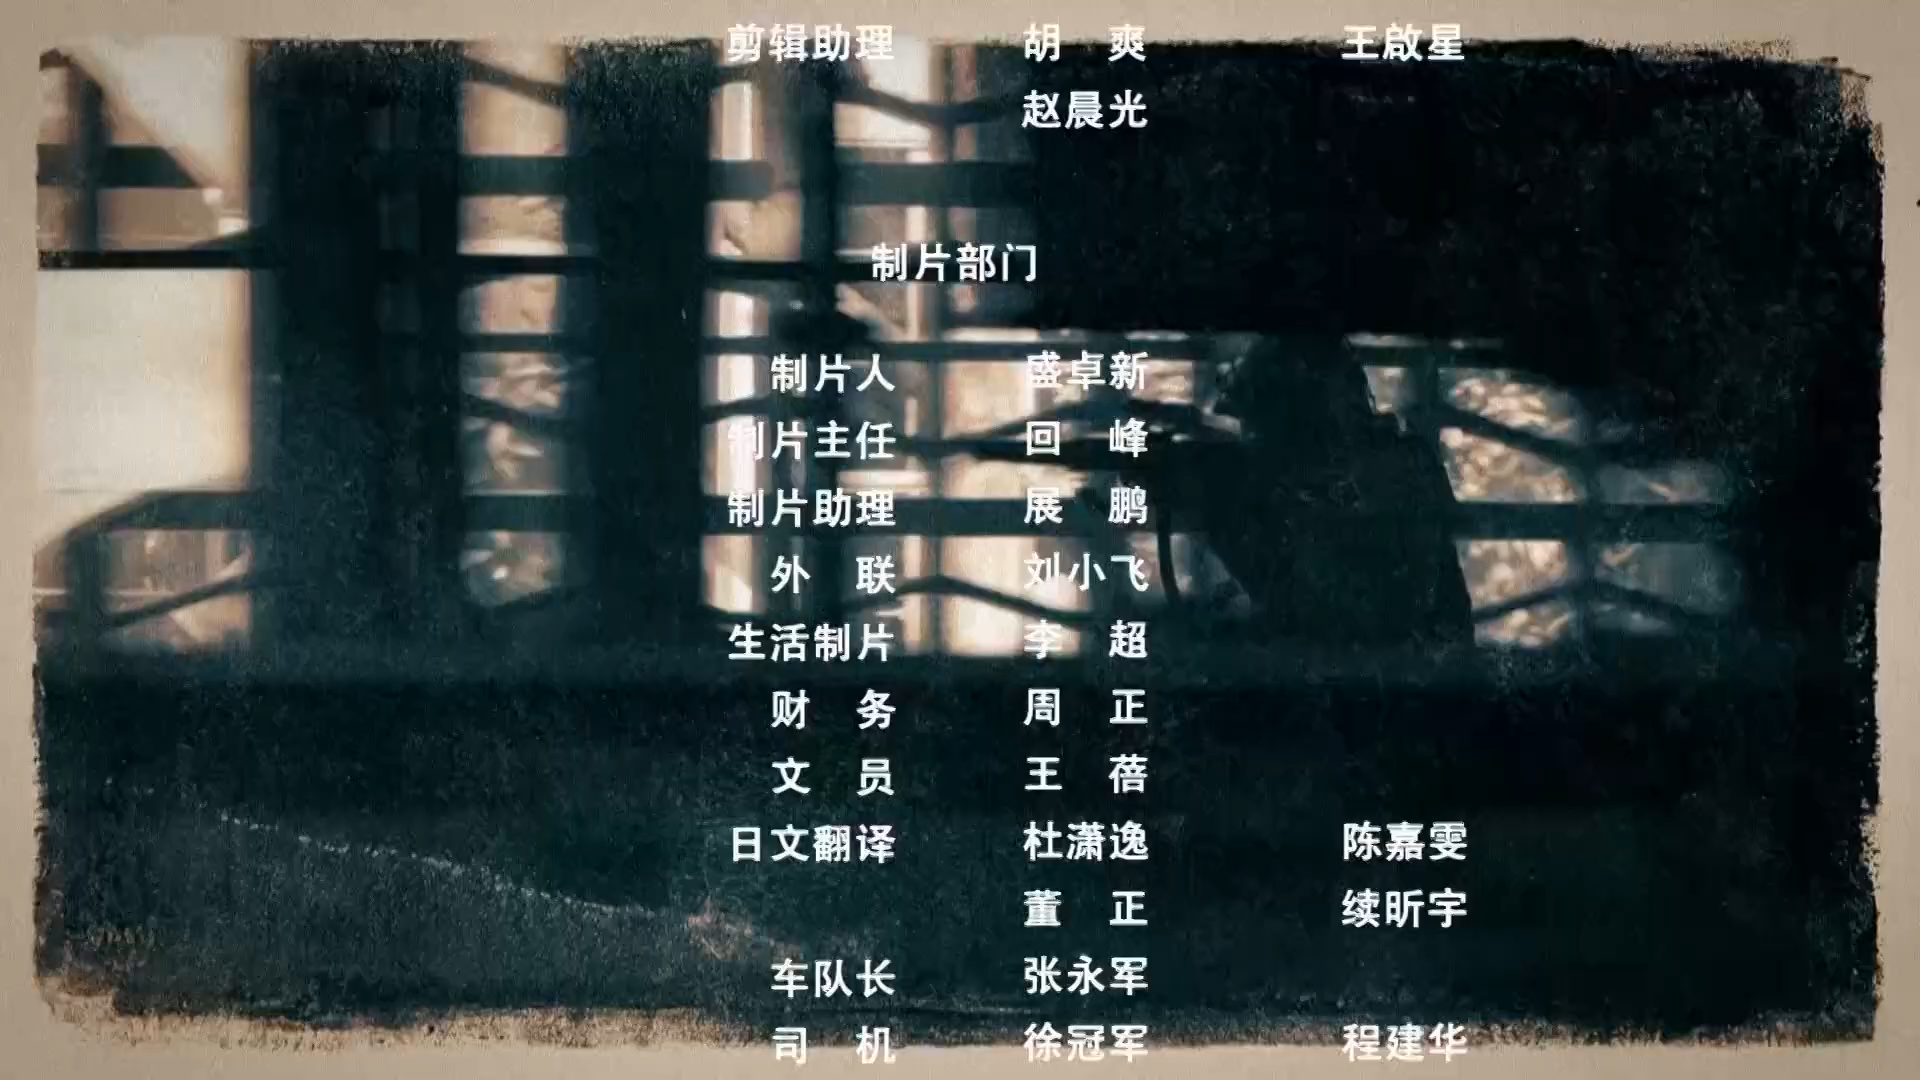 剪辑助理 胡爽 王啟星
赵晨光
制片部门
制片人 盛卓新
制片主任 回峰
制片助理 展鹏
外联 刘小飞
生活制片 李超
财务 周正
文员 王蓓
日文翻译 杜潇逸 陈嘉雯
董正 续昕宇
车队长 张永军
司机 徐冠军 程建华